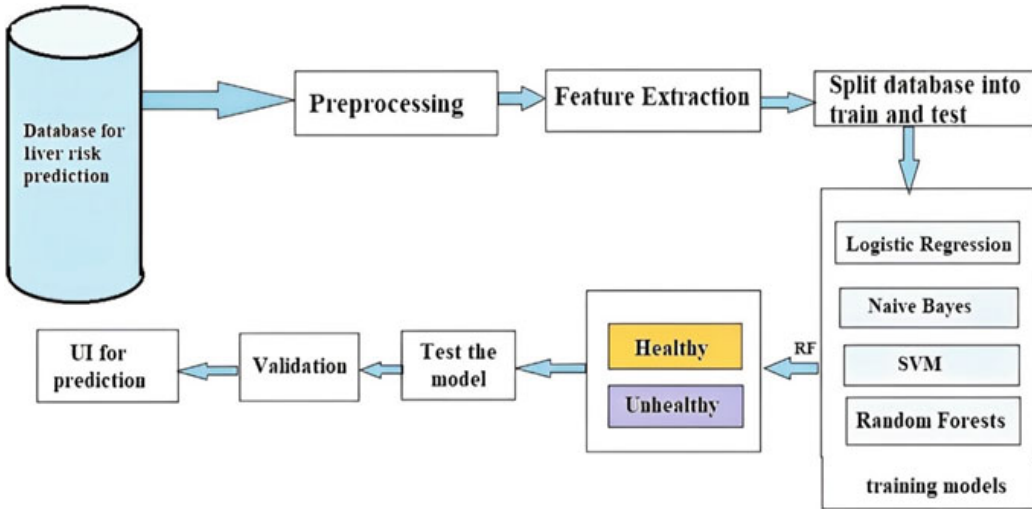 Database for
liver risk
prediction
Preprocessing
Feature Extraction
Split database into
train and test
Logistic Regression
Naive Bayes
SVM
Random Forests
training models
RF
Healthy
Unhealthy
Test the
model
Validation
UI for
prediction